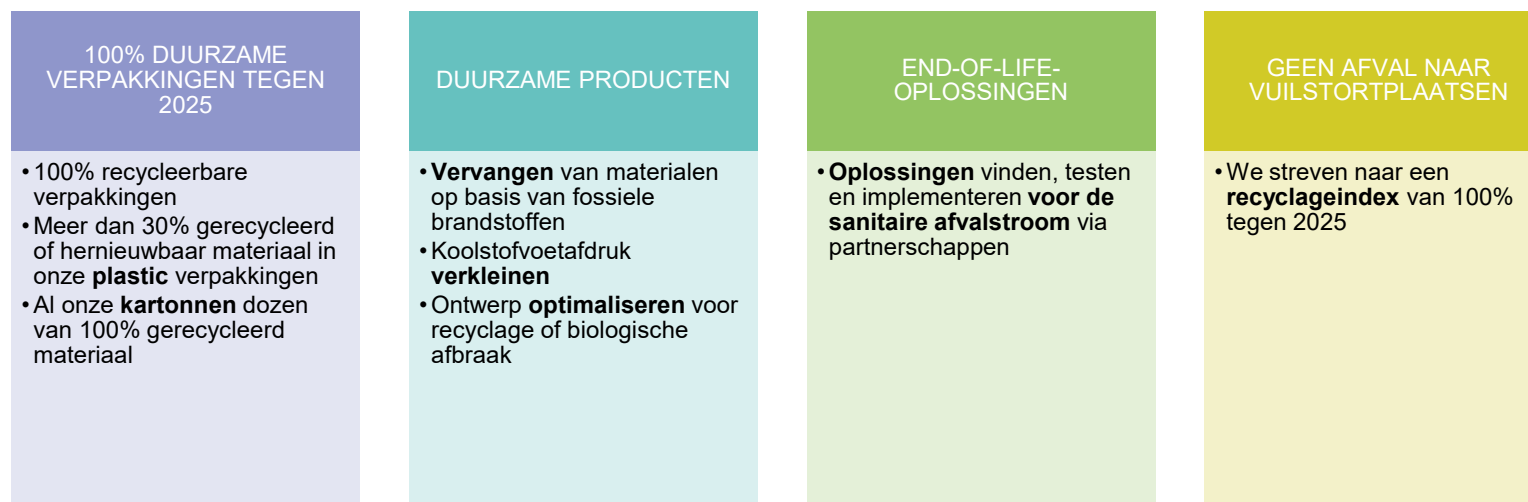 100% DUURZAME
VERPAKKINGEN TEGEN
2025
• 100% recycleerbare
verpakkingen
• Meer dan 30% gerecycleerd
of hernieuwbaar materiaal in
onze plastic verpakkingen
• Al onze kartonnen dozen
van 100% gerecycleerd
materiaal
DUURZAME PRODUCTEN
• Vervangen van materialen
op basis van fossiele
brandstoffen
• Koolstofvoetafdruk
verkleinen
• Ontwerp optimaliseren voor
recyclage of biologische
afbraak
END-OF-LIFE-
OPLOSSINGEN
• Oplossingen vinden, testen
en implementeren voor de
sanitaire afvalstroom via
partnerschappen
GEEN AFVAL NAAR
VUILSTORTPLAATSEN
• We streven naar een
recyclageindex van 100%
tegen 2025